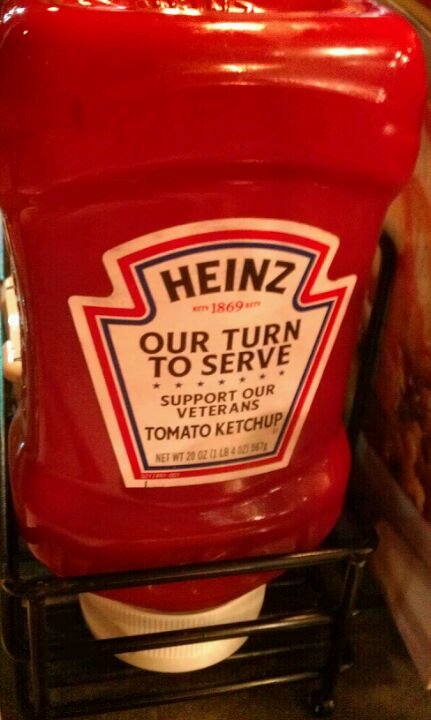 HEINZ
ESTD 1869 ESTD
OUR TURN
TO SERVE
SUPPORT OUR
VETERANS
TOMATO KETCHUP
NET WT 20 OZ (1 LB 4 OZ) 567g